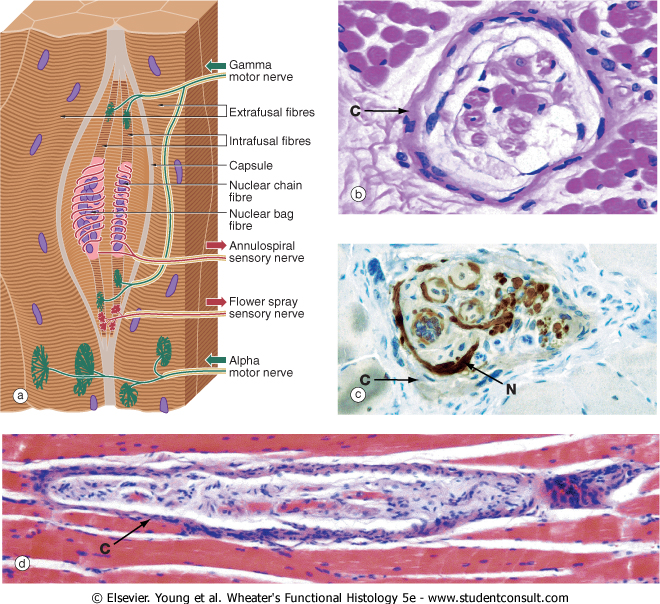 Gamma
motor nerve
Extrafusal fibres
Intrafusal fibres
Capsule
Nuclear chain
fibre
Nuclear bag
fibre
Annulospiral
sensory nerve
Flower spray
sensory nerve
Alpha
motor nerve
a
C
b
C
N
c
C
d
© Elsevier. Young et al. Wheater's Functional Histology 5e - www.studentconsult.com